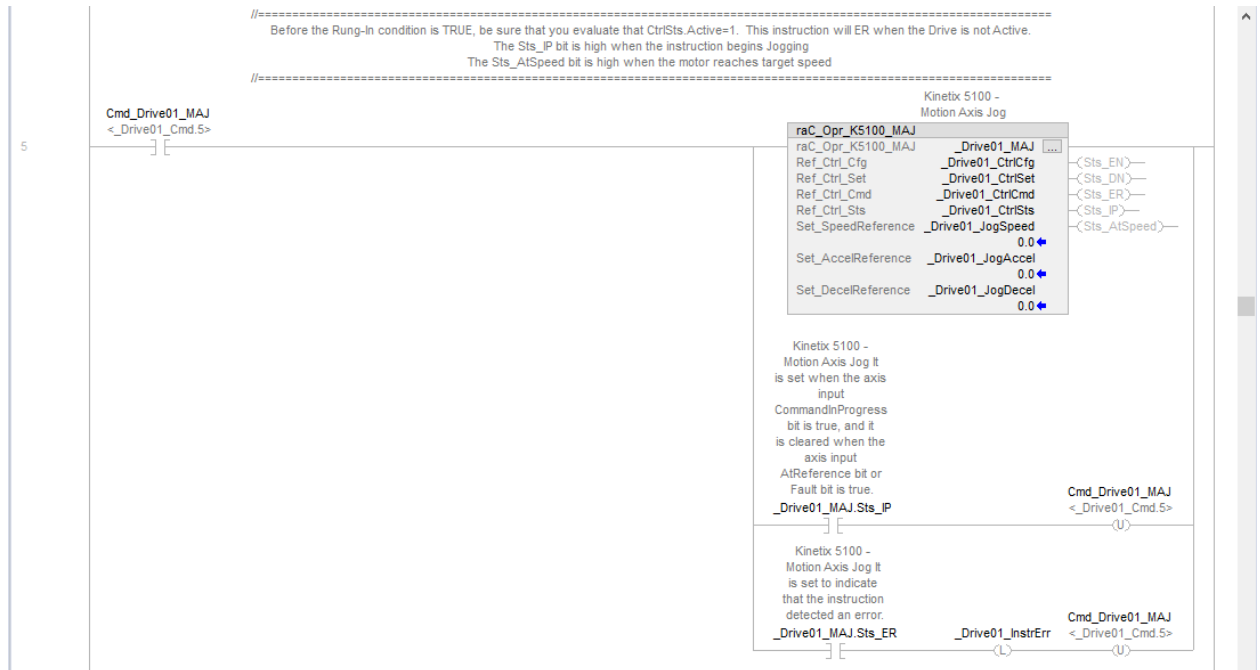 //==========================================================================================================================
Before the Rung-In condition is TRUE, be sure that you evaluate that CtrlSts.Active=1. This instruction will ER when the Drive is not Active.
The Sts_IP bit is high when the instruction begins Jogging
The Sts_AtSpeed bit is high when the motor reaches target speed
//==========================================================================================================================
Kinetix 5100 -
Motion Axis Jog
Cmd_Drive01_MAJ
<_Drive01_Cmd.5>
5
raC_Opr_K5100_MAJ
raC_Opr_K5100_MAJ _Drive01_MAJ ...
Ref_Ctrl_Cfg _Drive01_CtrlCfg (Sts_EN)
Ref_Ctrl_Set _Drive01_CtrlSet (Sts_DN)
Ref_Ctrl_Cmd _Drive01_CtrlCmd (Sts_ER)
Ref_Ctrl_Sts _Drive01_CtrlSts (Sts_IP)
Set_SpeedReference _Drive01_JogSpeed (Sts_AtSpeed)
0.0
Set_AccelReference _Drive01_JogAccel
0.0
Set_DecelReference _Drive01_JogDecel
0.0
Kinetix 5100 -
Motion Axis Jog It
is set when the axis
input
CommandInProgress
bit is true, and it
is cleared when the
axis input
AtReference bit or
Fault bit is true.
_Drive01_MAJ.Sts_IP
Cmd_Drive01_MAJ
<_Drive01_Cmd.5>
(U)
Kinetix 5100 -
Motion Axis Jog It
is set to indicate
that the instruction
detected an error.
_Drive01_MAJ.Sts_ER
_Drive01_InstrErr
(L)
Cmd_Drive01_MAJ
<_Drive01_Cmd.5>
(U)